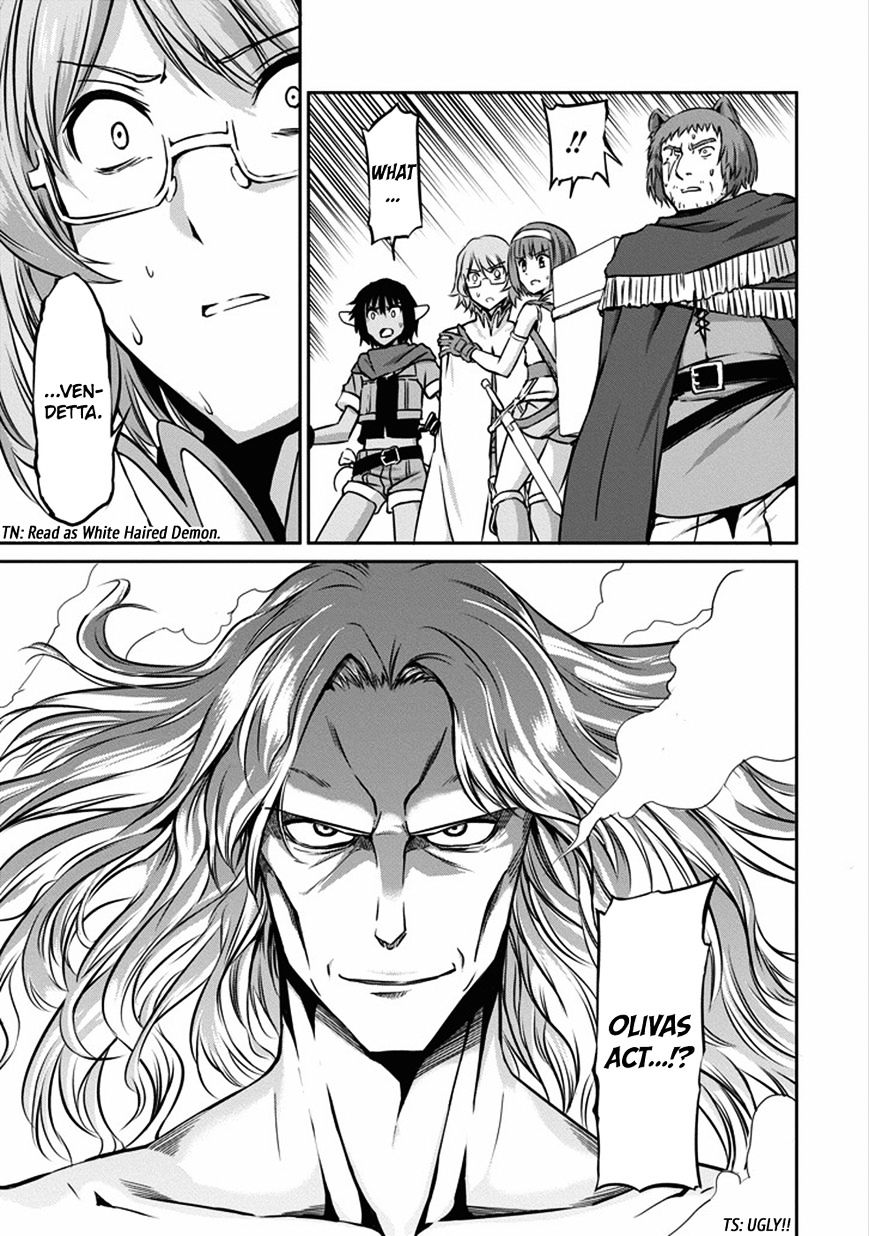 !!
WHAT
...
...VEN-
DETTA.
TN: Read as White Haired Demon.
OLIVAS
ACT...!?
TS: UGLY!!